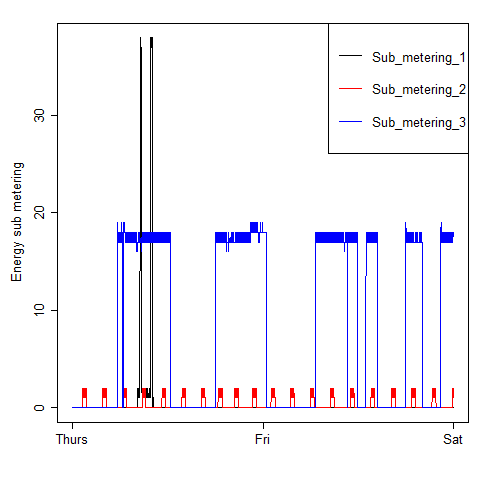 Sub_metering_1
Sub_metering_2
Sub_metering_3
Energy sub metering
30
20
10
0
Thurs Fri Sat